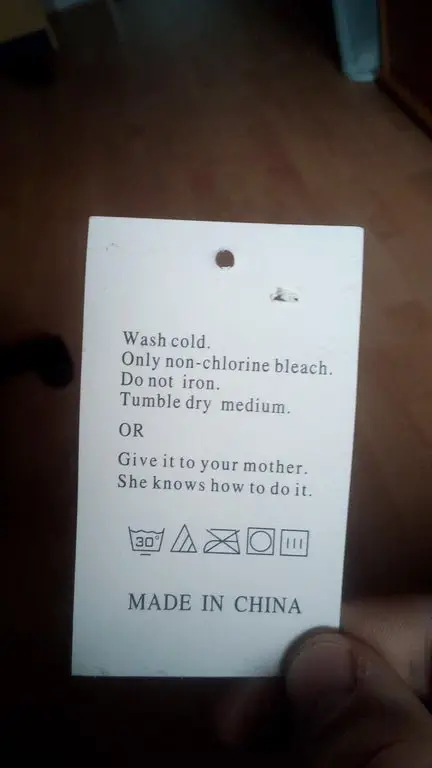 Wash cold.
Only non-chlorine bleach.
Do not iron.
Tumble dry medium.
OR
Give it to your mother.
She knows how to do it.
30°
MADE IN CHINA